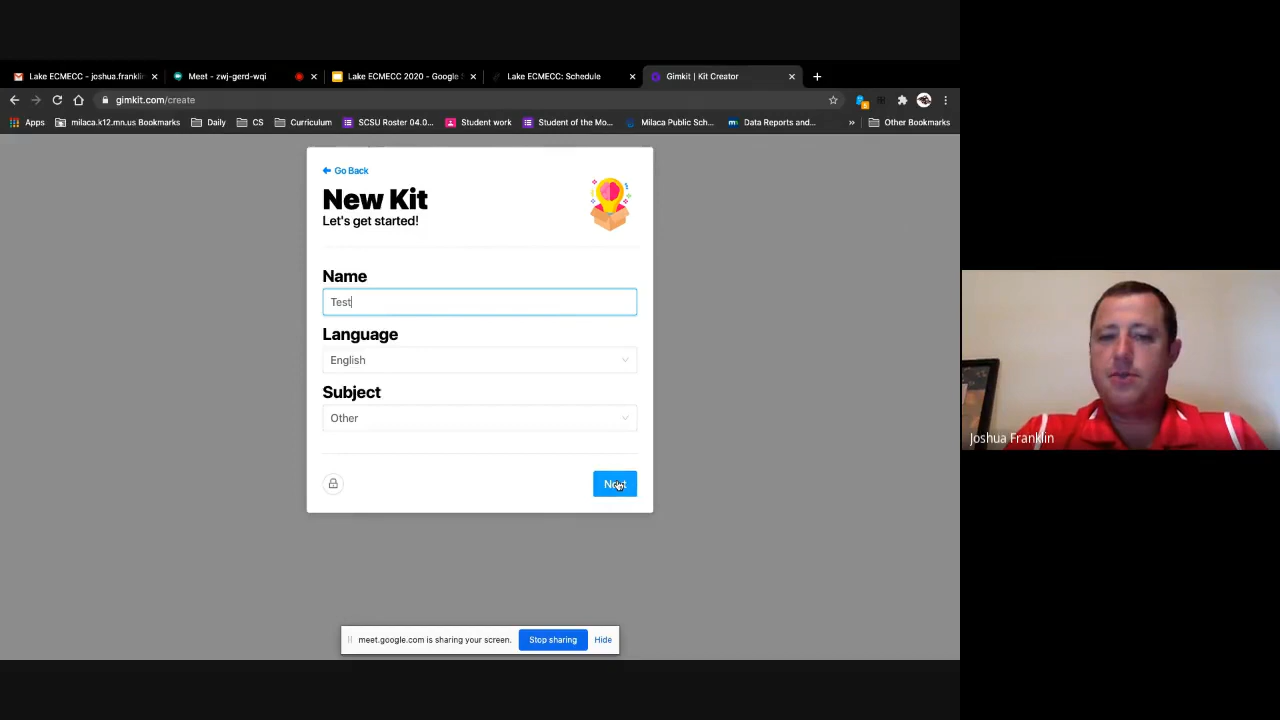 Lake ECMECC - joshua.franklin
Meet - zwj-gerd-wqi
Lake ECMECC 2020 - Google S
Lake ECMECC: Schedule
Gimkit | Kit Creator
gimkit.com/create
Apps
milaca.k12.mn.us Bookmarks
Daily
CS
Curriculum
SCSU Roster 04.0...
Student work
Student of the Mo...
Milaca Public Sch...
Data Reports and...
»
Other Bookmarks
Go Back
New Kit
Let's get started!
Name
Test
Language
English
Subject
Other
Next
Joshua Franklin
meet.google.com is sharing your screen.
Stop sharing
Hide